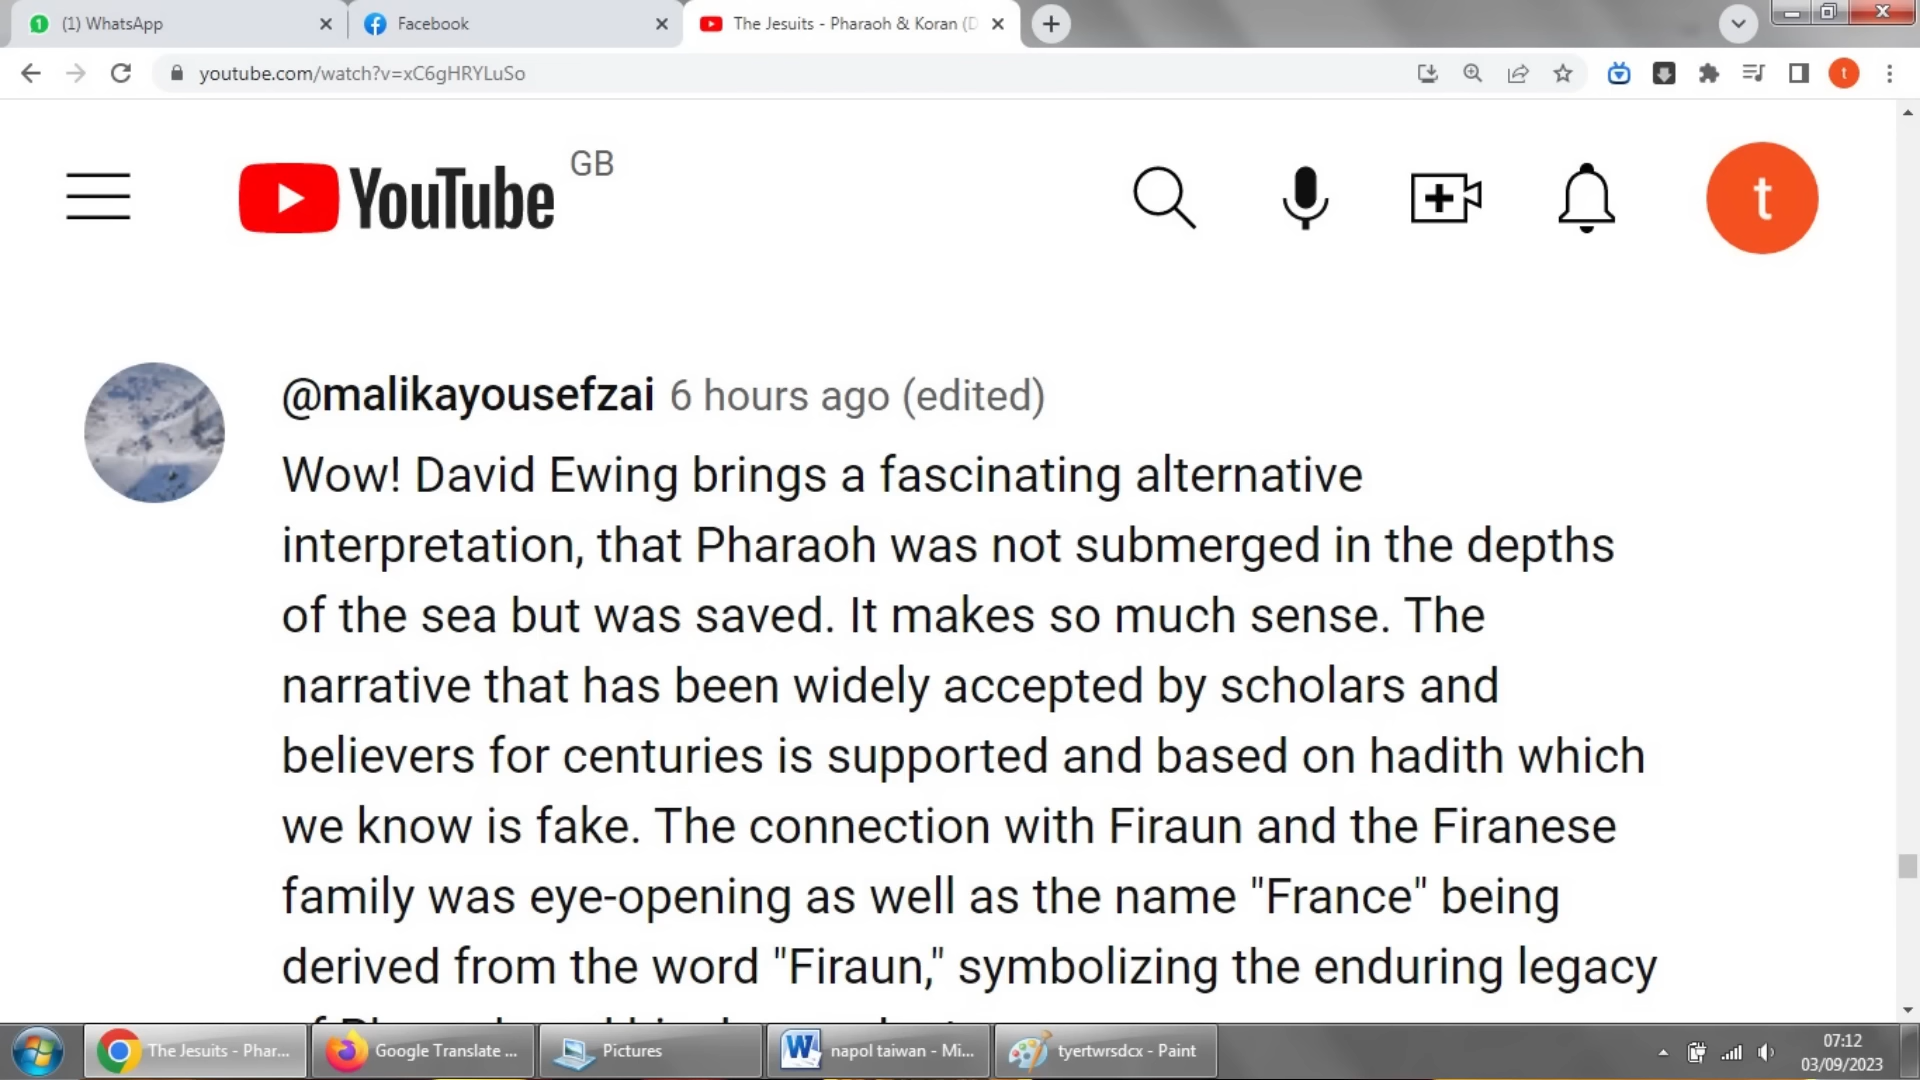 (1) WhatsApp
Facebook
The Jesuits - Pharaoh & Koran (D
youtube.com/watch?v=xC6gHRYLuSo
t
YouTube GB
t
@malikayousefzai 6 hours ago (edited)
Wow! David Ewing brings a fascinating alternative
interpretation, that Pharaoh was not submerged in the depths
of the sea but was saved. It makes so much sense. The
narrative that has been widely accepted by scholars and
believers for centuries is supported and based on hadith which
we know is fake. The connection with Firaun and the Firanese
family was eye-opening as well as the name "France" being
derived from the word "Firaun," symbolizing the enduring legacy
The Jesuits - Phar...
Google Translate ...
Pictures
napol taiwan - Mi...
tyertwrsdcx - Paint
07:12
03/09/2023